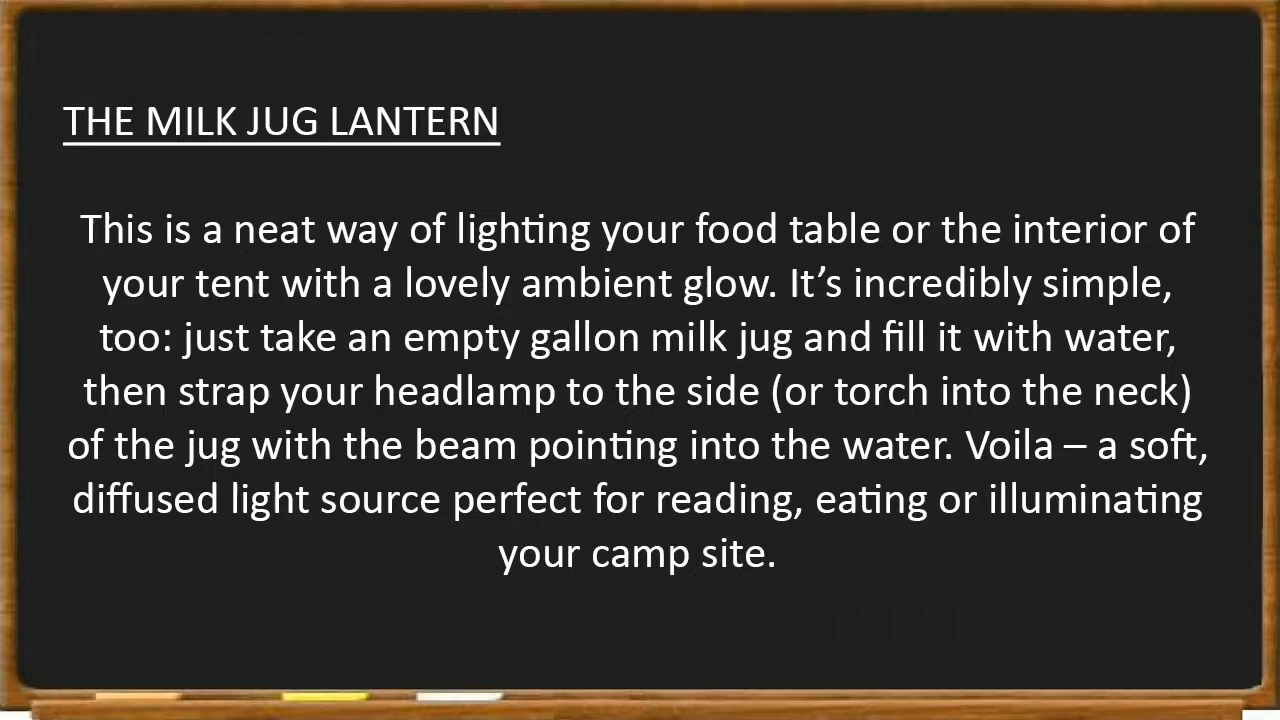 THE MILK JUG LANTERN
This is a neat way of lighting your food table or the interior of
your tent with a lovely ambient glow. It’s incredibly simple,
too: just take an empty gallon milk jug and fill it with water,
then strap your headlamp to the side (or torch into the neck)
of the jug with the beam pointing into the water. Voila – a soft,
diffused light source perfect for reading, eating or illuminating
your camp site.